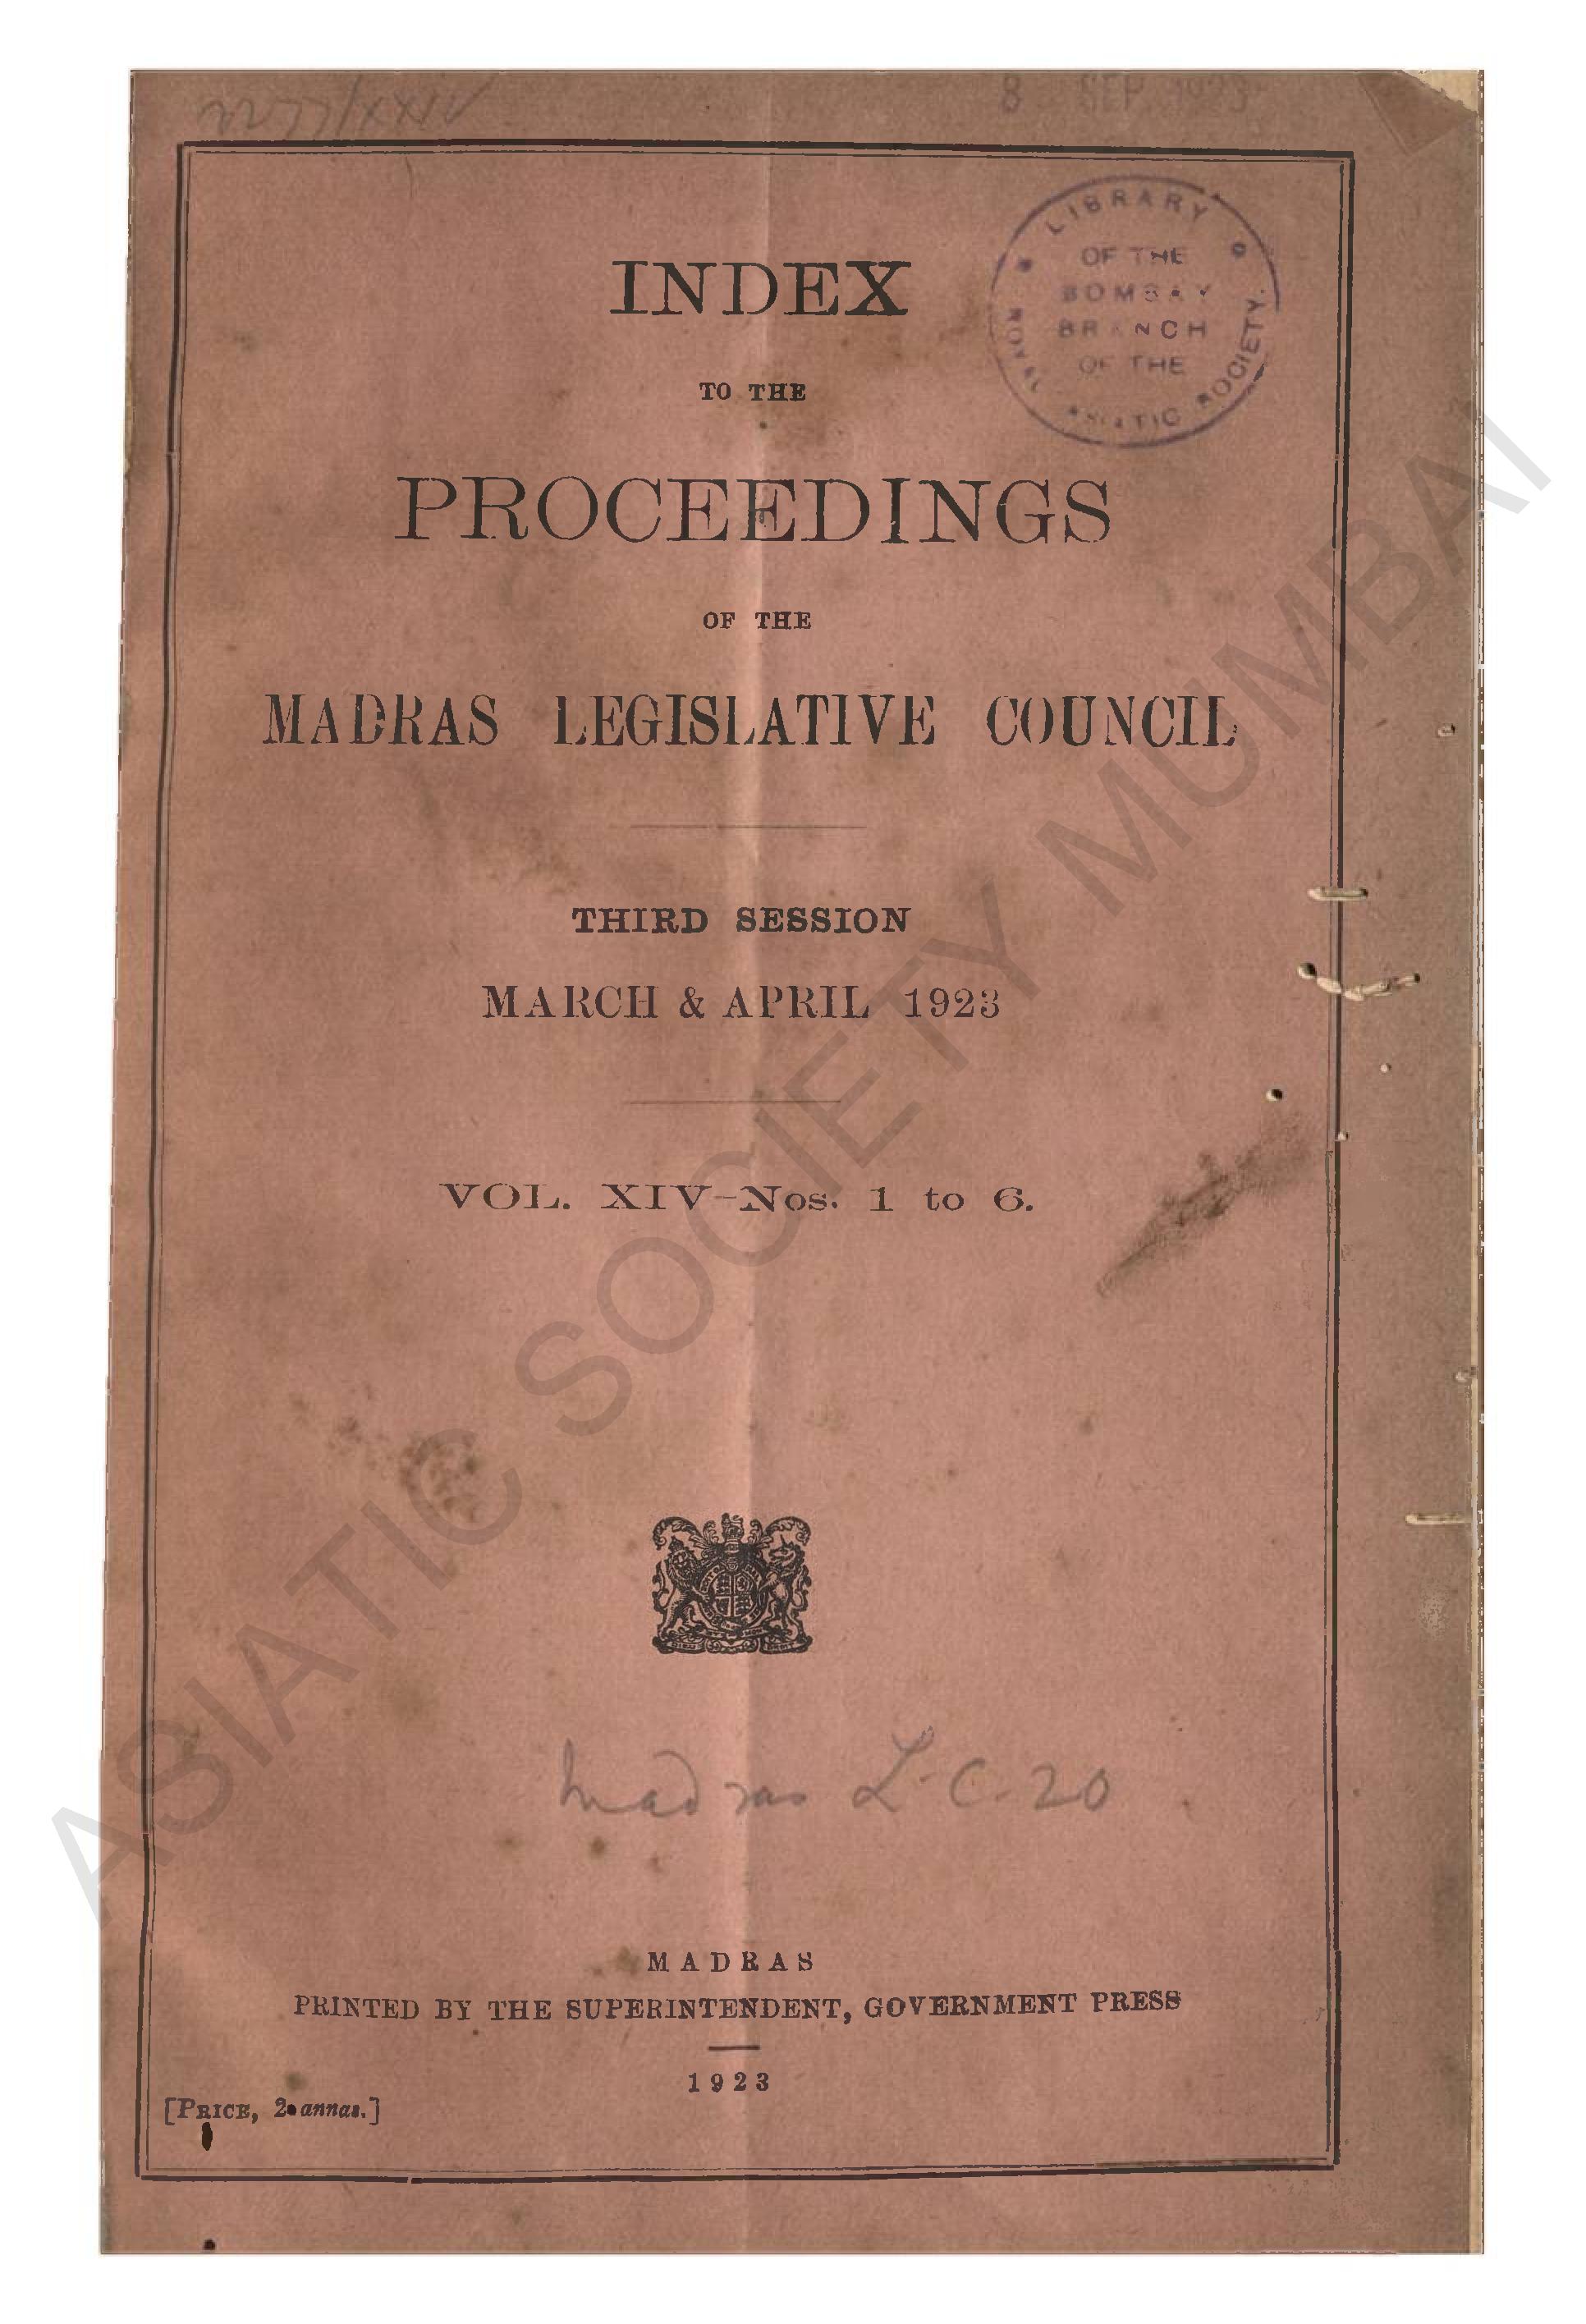 8 SEP 1923
LIBRARY
OF THE
BOMBAY
BRANCH
OF THE
ROYAL ASIATIC SOCIETY.
INDEX
TO THE
PROCEEDINGS
OF THE
MADRAS LEGISLATIVE COUNCIL
THIRD SESSION
MARCH & APRIL 1923
VOL. XIV-Nos. 1 to 6.
Madras L.C. 20
MADRAS
PRINTED BY THE SUPERINTENDENT, GOVERNMENT PRESS
1923
[PRICE, 2 annas.]
ASIATIC SOCIETY MUMBAI